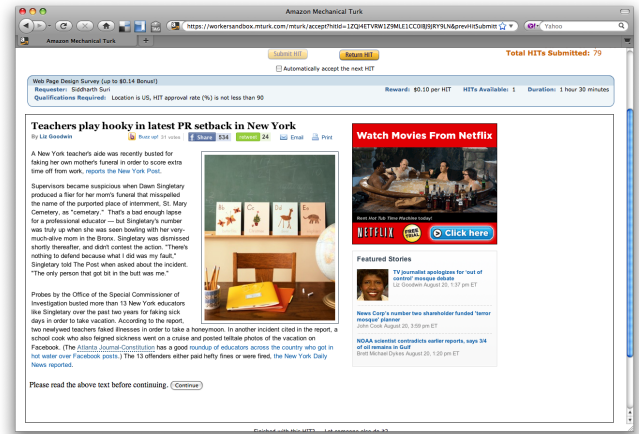 Amazon Mechanical Turk
https://workersandbox.mturk.com/mturk/accept?hitId=1ZQJ4ETVRW1Z9MLE1CC0IBJ9JRY9LN&prevHitSubmitt
Yahoo
Amazon Mechanical Turk
Submit HIT
Return HIT
Total HITs Submitted: 79
Automatically accept the next HIT
Web Page Design Survey (up to $0.14 Bonus!)
Requester: Siddharth Suri
Reward: $0.10 per HIT
HITs Available: 1
Duration: 1 hour 30 minutes
Qualifications Required: Location is US, HIT approval rate (%) is not less than 90
Teachers play hooky in latest PR setback in New York
By Liz Goodwin
Buzz up! 31 votes
f Share 534
retweet 24
Email
Print
A New York teacher's aide was recently busted for
faking her own mother's funeral in order to score extra
time off from work, reports the New York Post.
Supervisors became suspicious when Dawn Singletary
produced a flier for her mom's funeral that misspelled
the name of the purported place of internment, St. Mary
Cemetery, as "cemetary." That's a bad enough lapse
for a professional educator — but Singletary's number
was truly up when she was seen bowling with her very-
much-alive mom in the Bronx. Singletary was dismissed
shortly thereafter, and didn't contest the action. "There's
nothing to defend because what I did was my fault,"
Singletary told The Post when asked about the incident.
"The only person that got bit in the butt was me."
Probes by the Office of the Special Commissioner of
Investigation busted more than 13 New York educators
like Singletary over the past two years for faking sick
days in order to take vacation. According to the report,
two newlywed teachers faked illnesses in order to take a honeymoon. In another incident cited in the report, a
school cook who also feigned sickness went on a cruise and posted telltale photos of the vacation on
Facebook. (The Atlanta Journal-Constitution has a good roundup of educators across the country who got in
hot water over Facebook posts.) The 13 offenders either paid hefty fines or were fired, the New York Daily
News reported.
Please read the above text before continuing. Continue
Watch Movies From Netflix
Rent Hot Tub Time Machine today!
NETFLIX
FREE TRIAL
Click here
Featured Stories
TV journalist apologizes for 'out of
control' mosque debate
Liz Goodwin August 20, 1:37 pm ET
News Corp's number two shareholder funded 'terror
mosque' planner
John Cook August 20, 3:59 pm ET
NOAA scientist contradicts earlier reports, says 3/4
of oil remains in Gulf
Brett Michael Dykes August 20, 1:20 pm ET
Finished with this HIT? Let someone else do it?